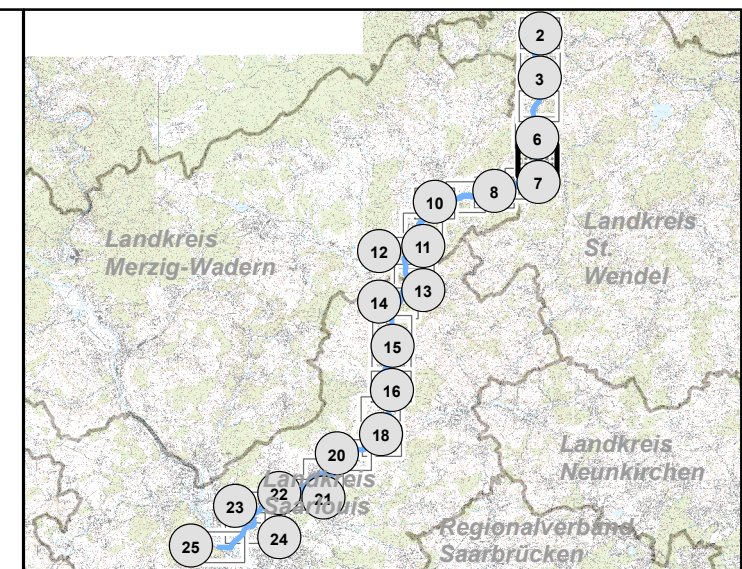 2
3
6
7
8
10
Landkreis
St.
Wendel
Landkreis
Merzig-Wadern
12
11
13
14
15
16
18
20
Landkreis
Neunkirchen
Landkreis
Saarlouis
22
21
23
24
25
Regionalverband
Saarbrücken